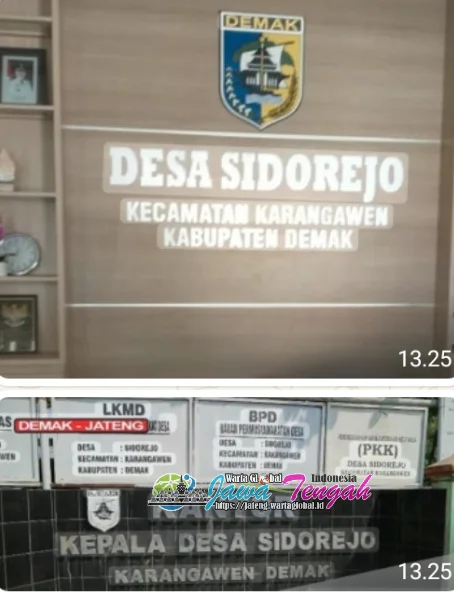 DEMAK
DESA SIDOREJO
KECAMATAN KARANGAWEN
KABUPATEN DEMAK
13.25
LKMD
DEMAK - JATENG
DESA : SIDOREJO
KECAMATAN : KARANGAWEN
KABUPATEN : DEMAK
BPD
BADAN PERMUSYAWARATAN DESA
DESA : SIDOREJO
KECAMATAN : KARANGAWEN
KABUPATEN : DEMAK
(PKK)
DESA SIDOREJO
Warta Global Indonesia
Jawa Tengah
https://jateng.wartaglobal.id
KEPALA DESA SIDOREJO
KARANGAWEN DEMAK
13.25